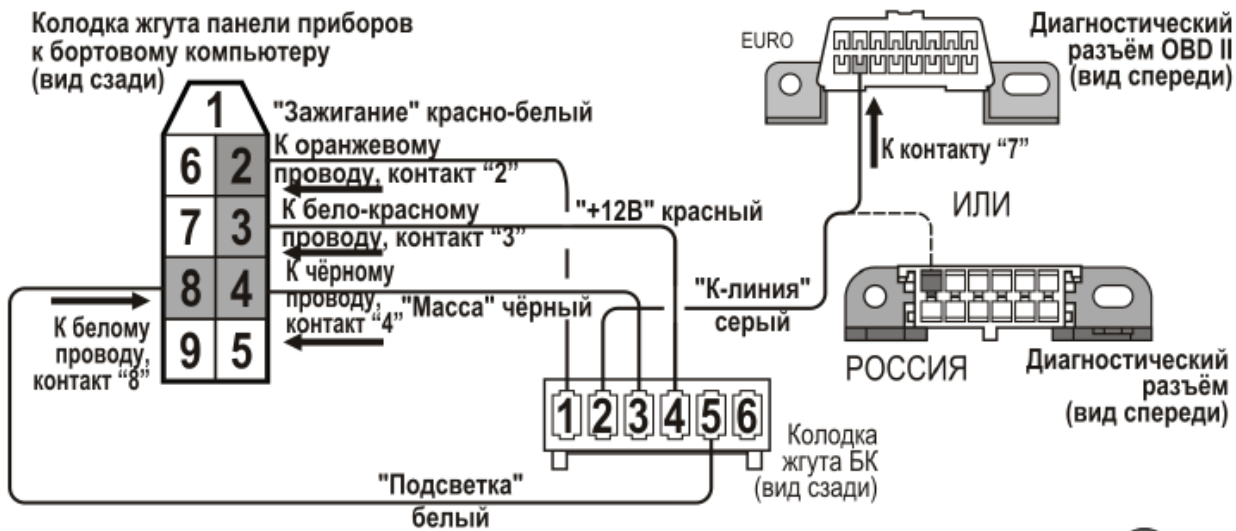 Колодка жгута панели приборов
к бортовому компьютеру
(вид сзади)
1
6 2
7 3
8 4
9 5
"Зажигание" красно-белый
К оранжевому
проводу, контакт “2”
К бело-красному
проводу, контакт “3”
"+12В" красный
К чёрному
проводу,
контакт “4”
"Масса" чёрный
К белому
проводу,
контакт “8”
"К-линия"
серый
EURO
Диагностический
разъём OBD II
(вид спереди)
К контакту “7”
ИЛИ
РОССИЯ
Диагностический
разъём
(вид спереди)
1 2 3 4 5 6
Колодка
жгута БК
(вид сзади)
"Подсветка"
белый